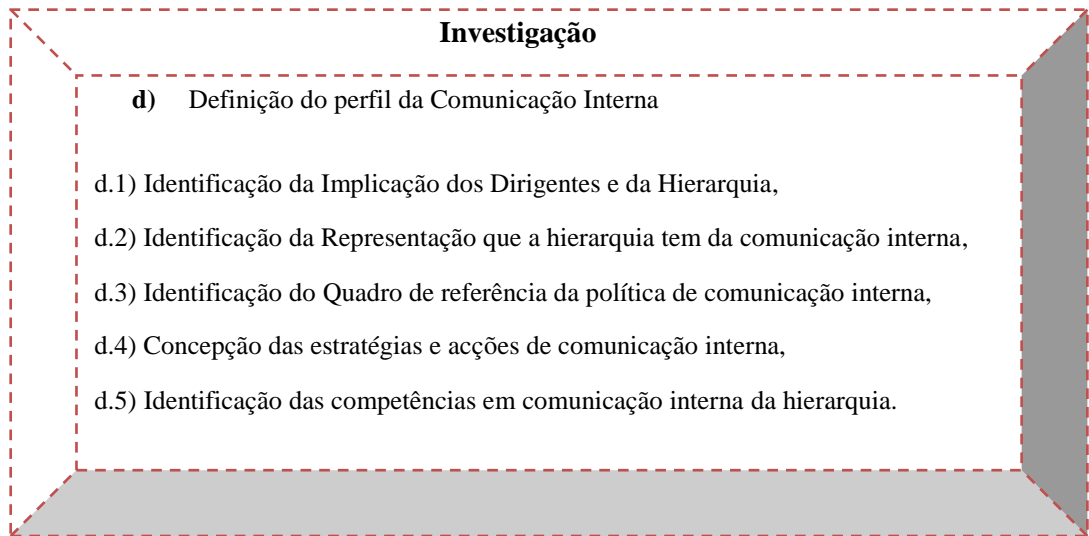 Investigação
d) Definição do perfil da Comunicação Interna
d.1) Identificação da Implicação dos Dirigentes e da Hierarquia,
d.2) Identificação da Representação que a hierarquia tem da comunicação interna,
d.3) Identificação do Quadro de referência da política de comunicação interna,
d.4) Concepção das estratégias e acções de comunicação interna,
d.5) Identificação das competências em comunicação interna da hierarquia.